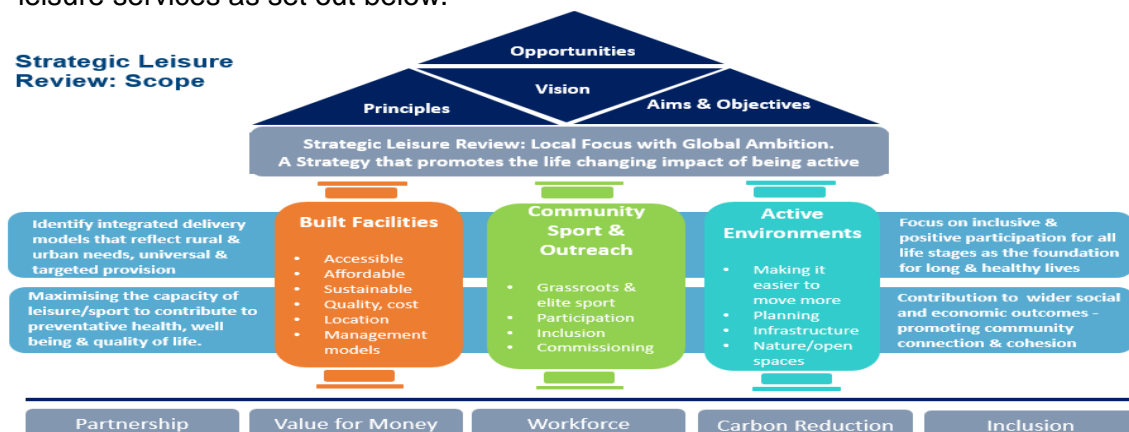 leisure services as set out below.
Strategic Leisure
Review: Scope
Opportunities
Vision
Principles
Aims & Objectives
Strategic Leisure Review: Local Focus with Global Ambition.
A Strategy that promotes the life changing impact of being active
Identify integrated delivery
models that reflect rural &
urban needs, universal &
targeted provision
Maximising the capacity of
leisure/sport to contribute to
preventative health, well
being & quality of life.
Built Facilities
• Accessible
• Affordable
• Sustainable
• Quality, cost
• Location
• Management
models
Community
Sport &
Outreach
• Grassroots &
elite sport
• Participation
• Inclusion
• Commissioning
Active
Environments
• Making it
easier to
move more
• Planning
• Infrastructure
• Nature/open
spaces
Focus on inclusive &
positive participation for all
life stages as the foundation
for long & healthy lives
Contribution to wider social
and economic outcomes -
promoting community
connection & cohesion
Partnership
Value for Money
Workforce
Carbon Reduction
Inclusion